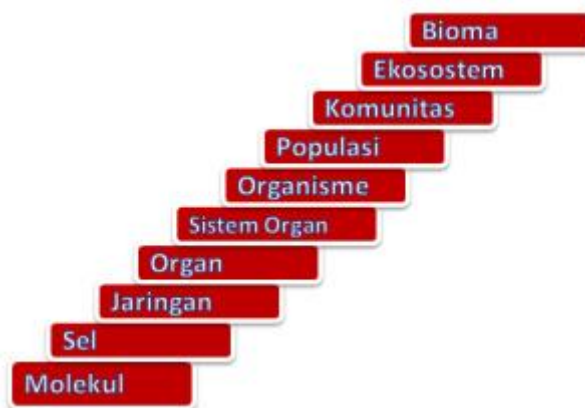 Bioma
Ekosostem
Komunitas
Populasi
Organisme
Sistem Organ
Organ
Jaringan
Sel
Molekul